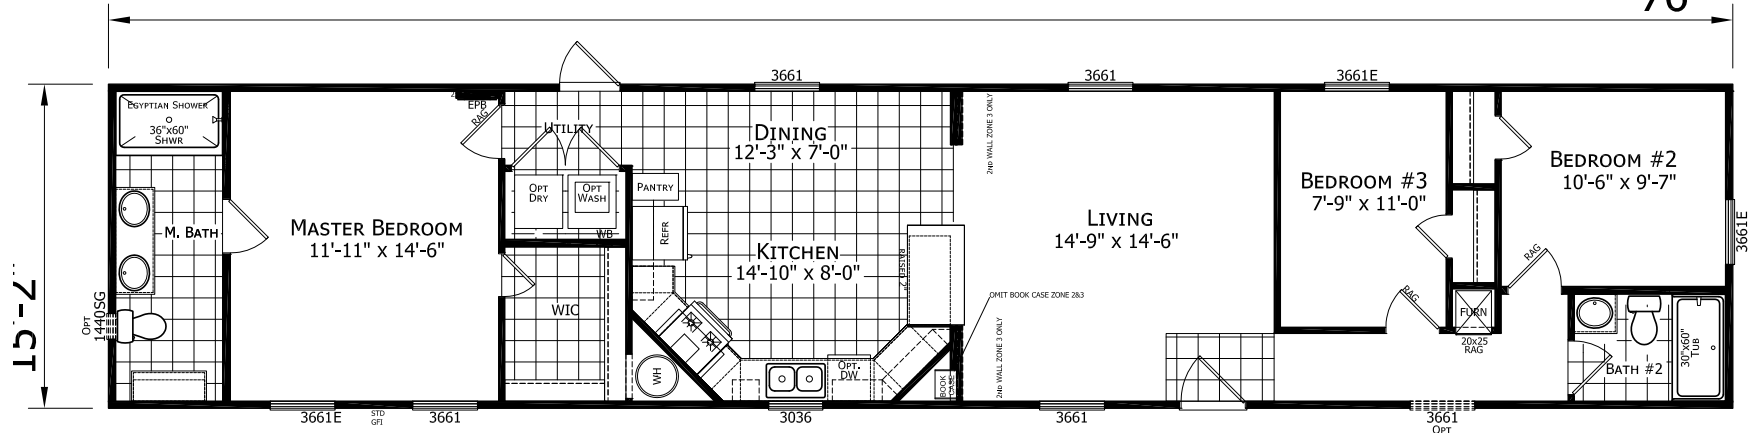 76'
15'-2"
3661
3661
3661E
EGYPTIAN SHOWER
36"x60"
SHWR
EPB
RAG
UTILITY
DINING
12'-3" x 7'-0"
2ND WALL ZONE 3 ONLY
BEDROOM #2
10'-6" x 9'-7"
BEDROOM #3
7'-9" x 11'-0"
OPT
DRY
OPT
WASH
PANTRY
M. BATH
MASTER BEDROOM
11'-11" x 14'-6"
WB
REFR
LIVING
14'-9" x 14'-6"
3661E
KITCHEN
14'-10" x 8'-0"
RAISED 2"
RAG
OPT
1440SG
WIC
OMIT BOOK CASE ZONE 2&3
RAG
FURN
20x25
RAG
2ND WALL ZONE 3 ONLY
WH
OPT.
DW
BOOK
CASE
BATH #2
30"x60"
TUB
3661E
STD
GFI
3661
3036
3661
3661
OPT